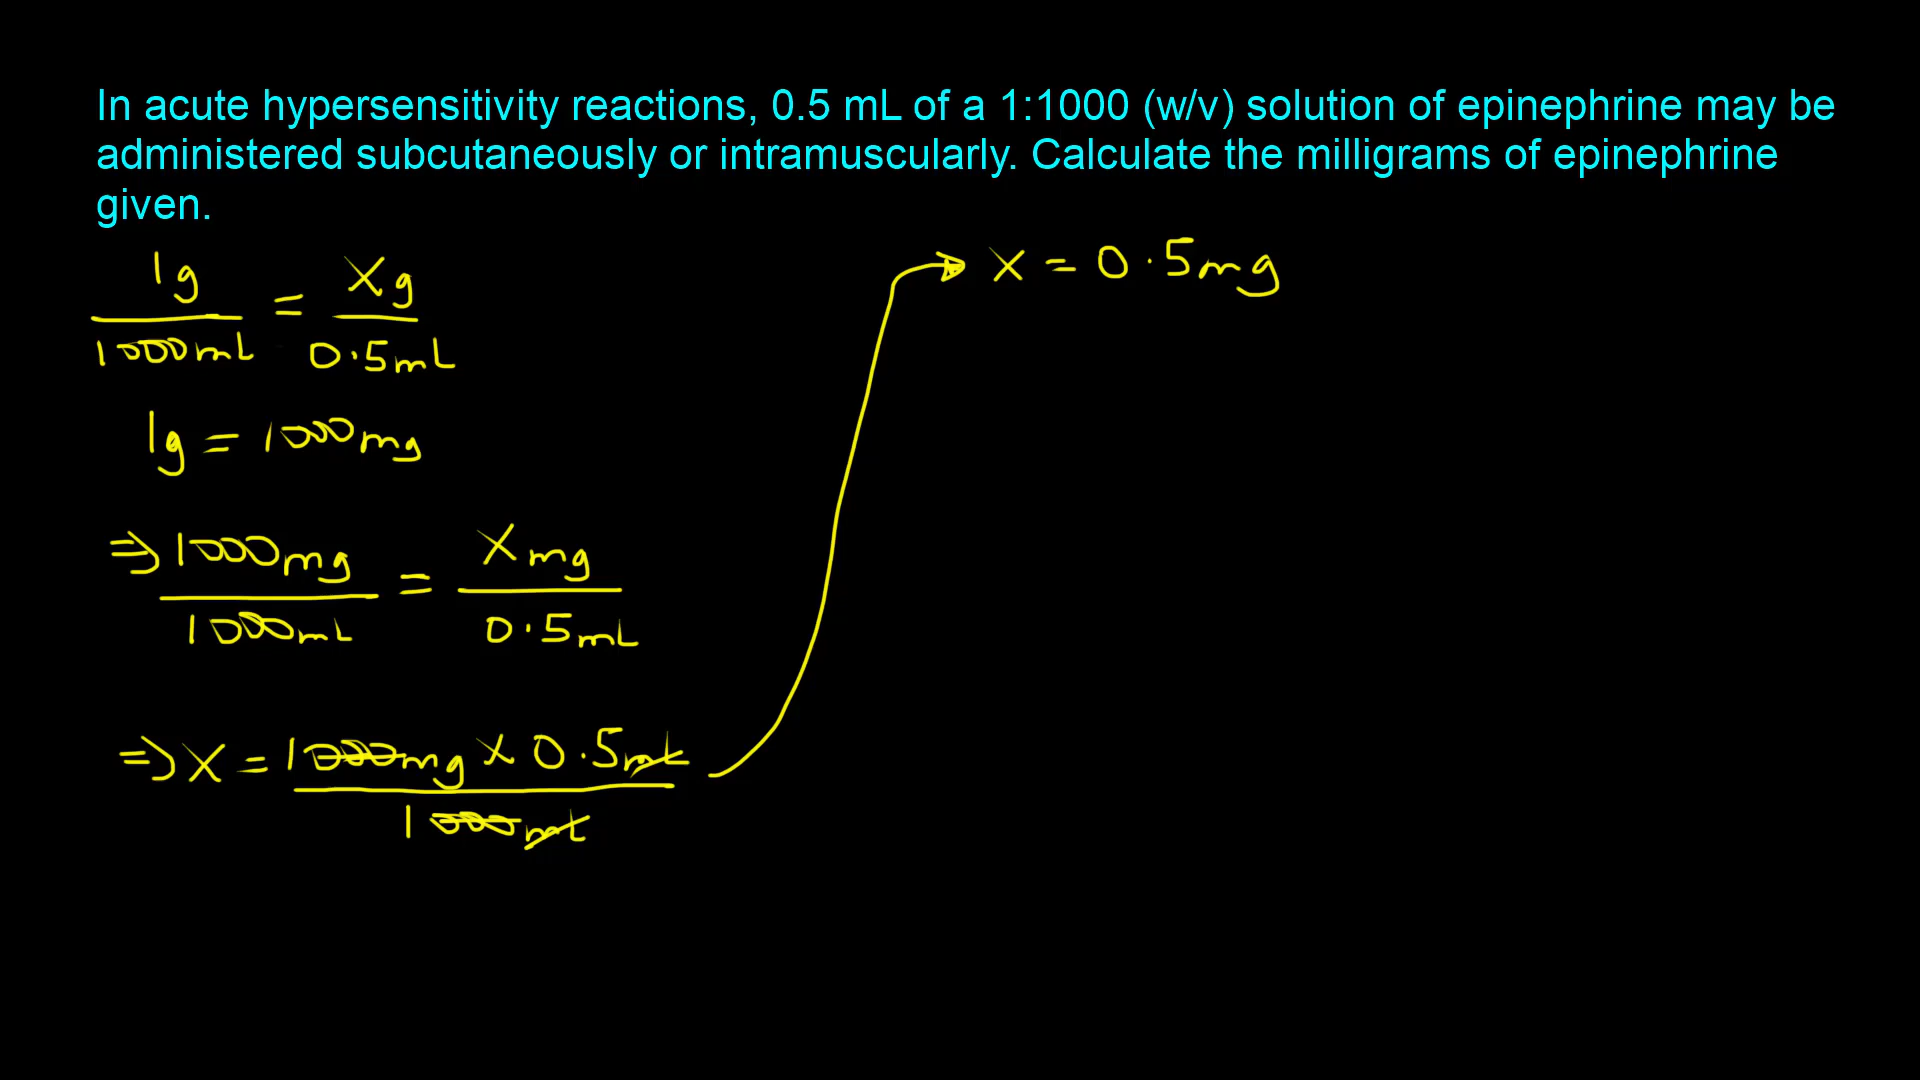 In acute hypersensitivity reactions, 0.5 mL of a 1:1000 (w/v) solution of epinephrine may be
administered subcutaneously or intramuscularly. Calculate the milligrams of epinephrine
given.
1g/1000mL = Xg/0.5mL
1g = 1000mg
⇒ 1000mg/1000mL = Xmg/0.5mL
⇒ X = 1000mg x 0.5mL/1000mL
X = 0.5mg